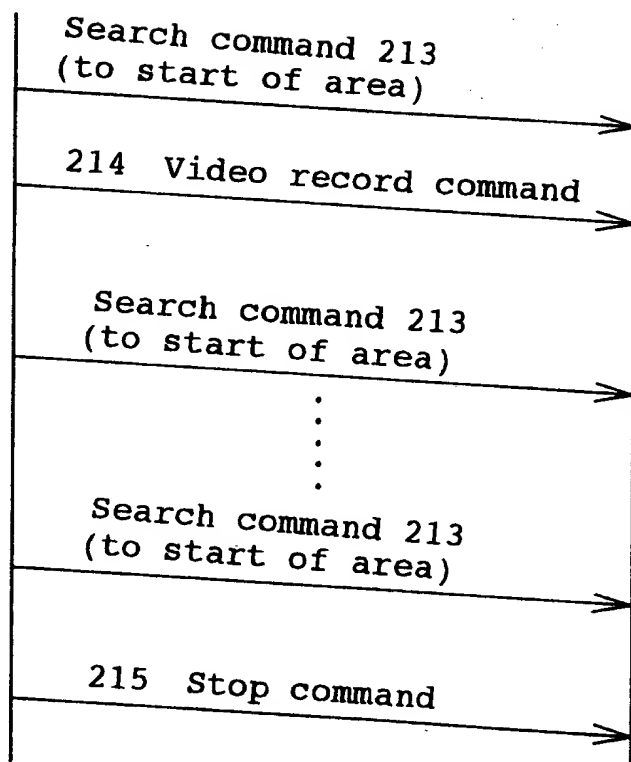 Search command 213
(to start of area)
214 Video record command
Search command 213
(to start of area)
Search command 213
(to start of area)
215 Stop command